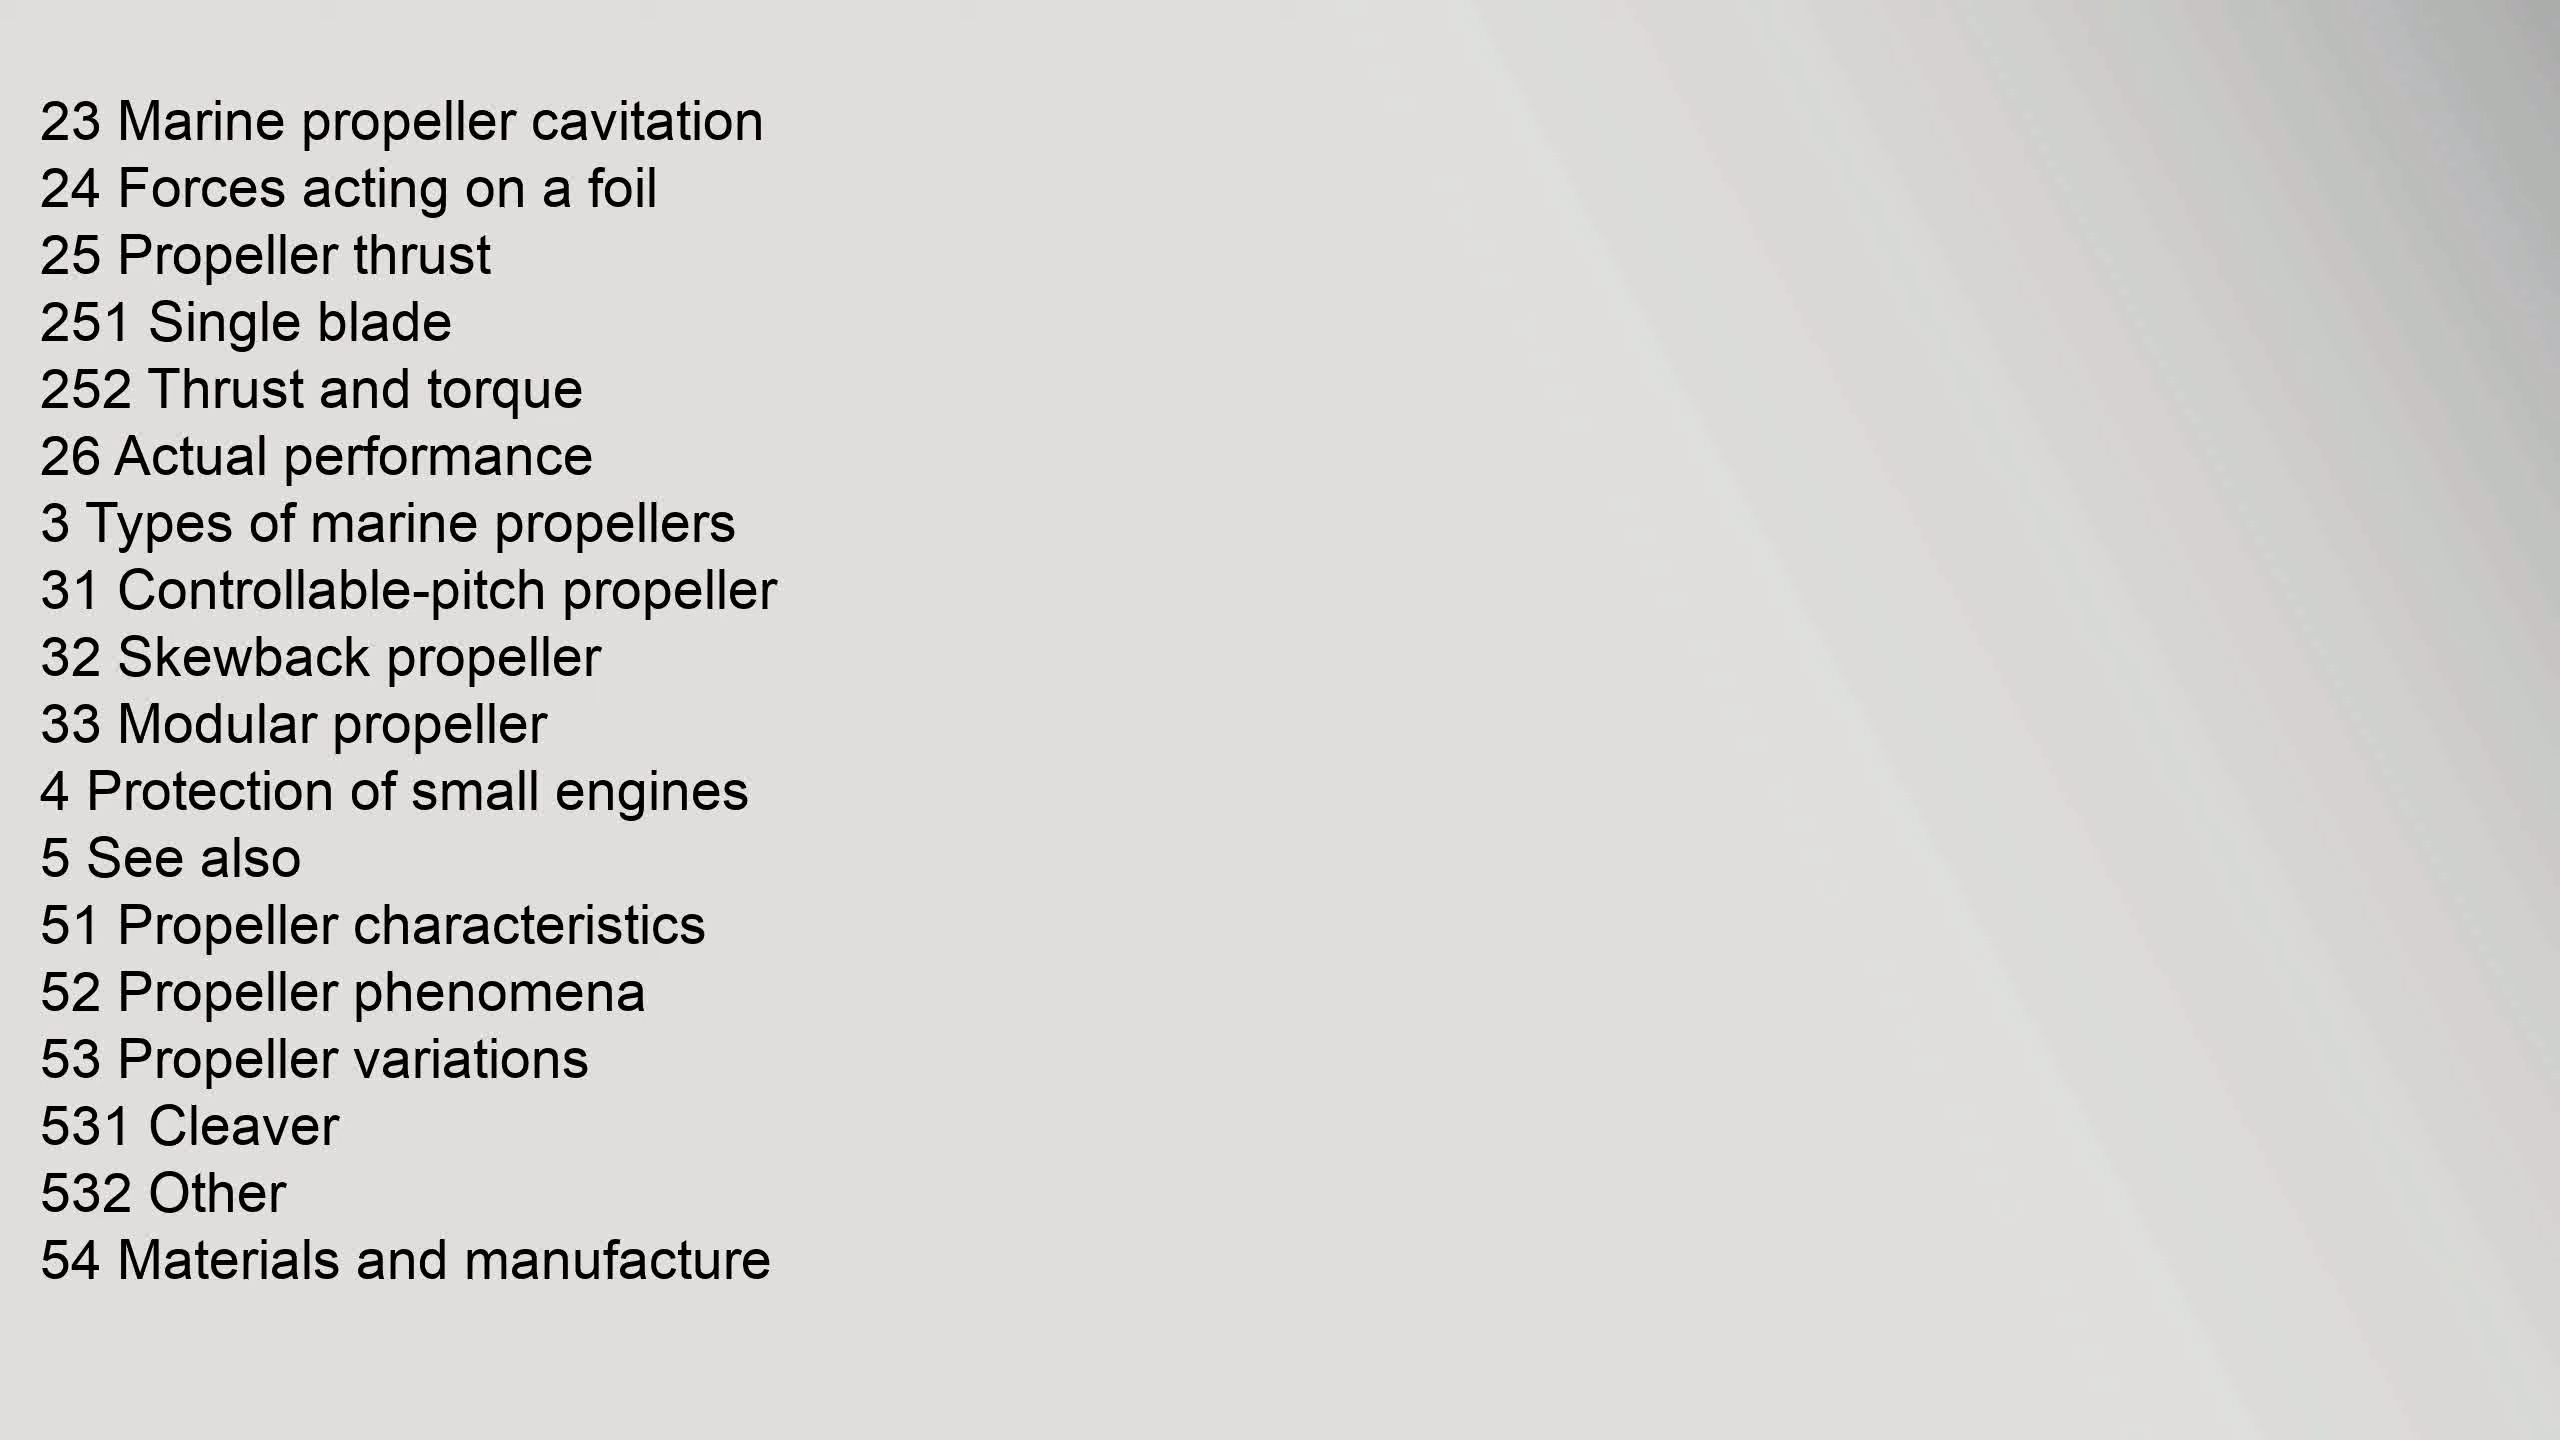 23 Marine propeller cavitation
24 Forces acting on a foil
25 Propeller thrust
251 Single blade
252 Thrust and torque
26 Actual performance
3 Types of marine propellers
31 Controllable-pitch propeller
32 Skewback propeller
33 Modular propeller
4 Protection of small engines
5 See also
51 Propeller characteristics
52 Propeller phenomena
53 Propeller variations
531 Cleaver
532 Other
54 Materials and manufacture